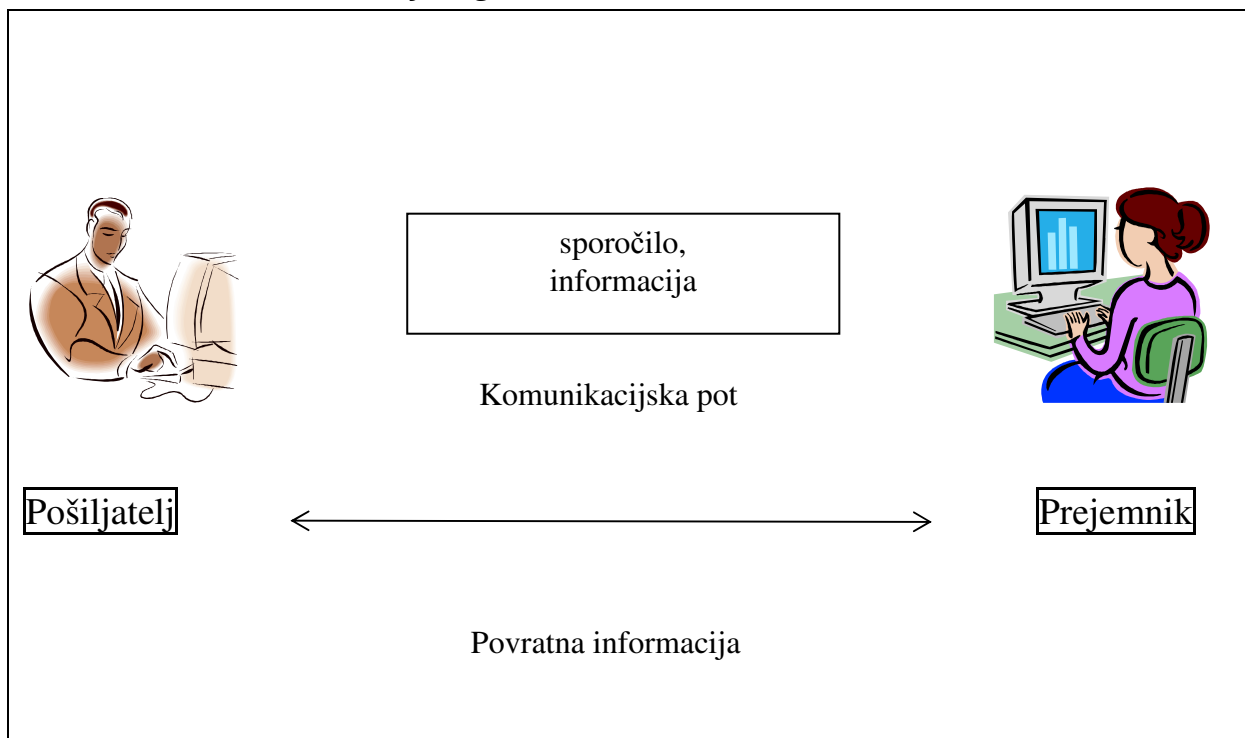 sporočilo,
informacija
Komunikacijska pot
Pošiljatelj
Prejemnik
Povratna informacija